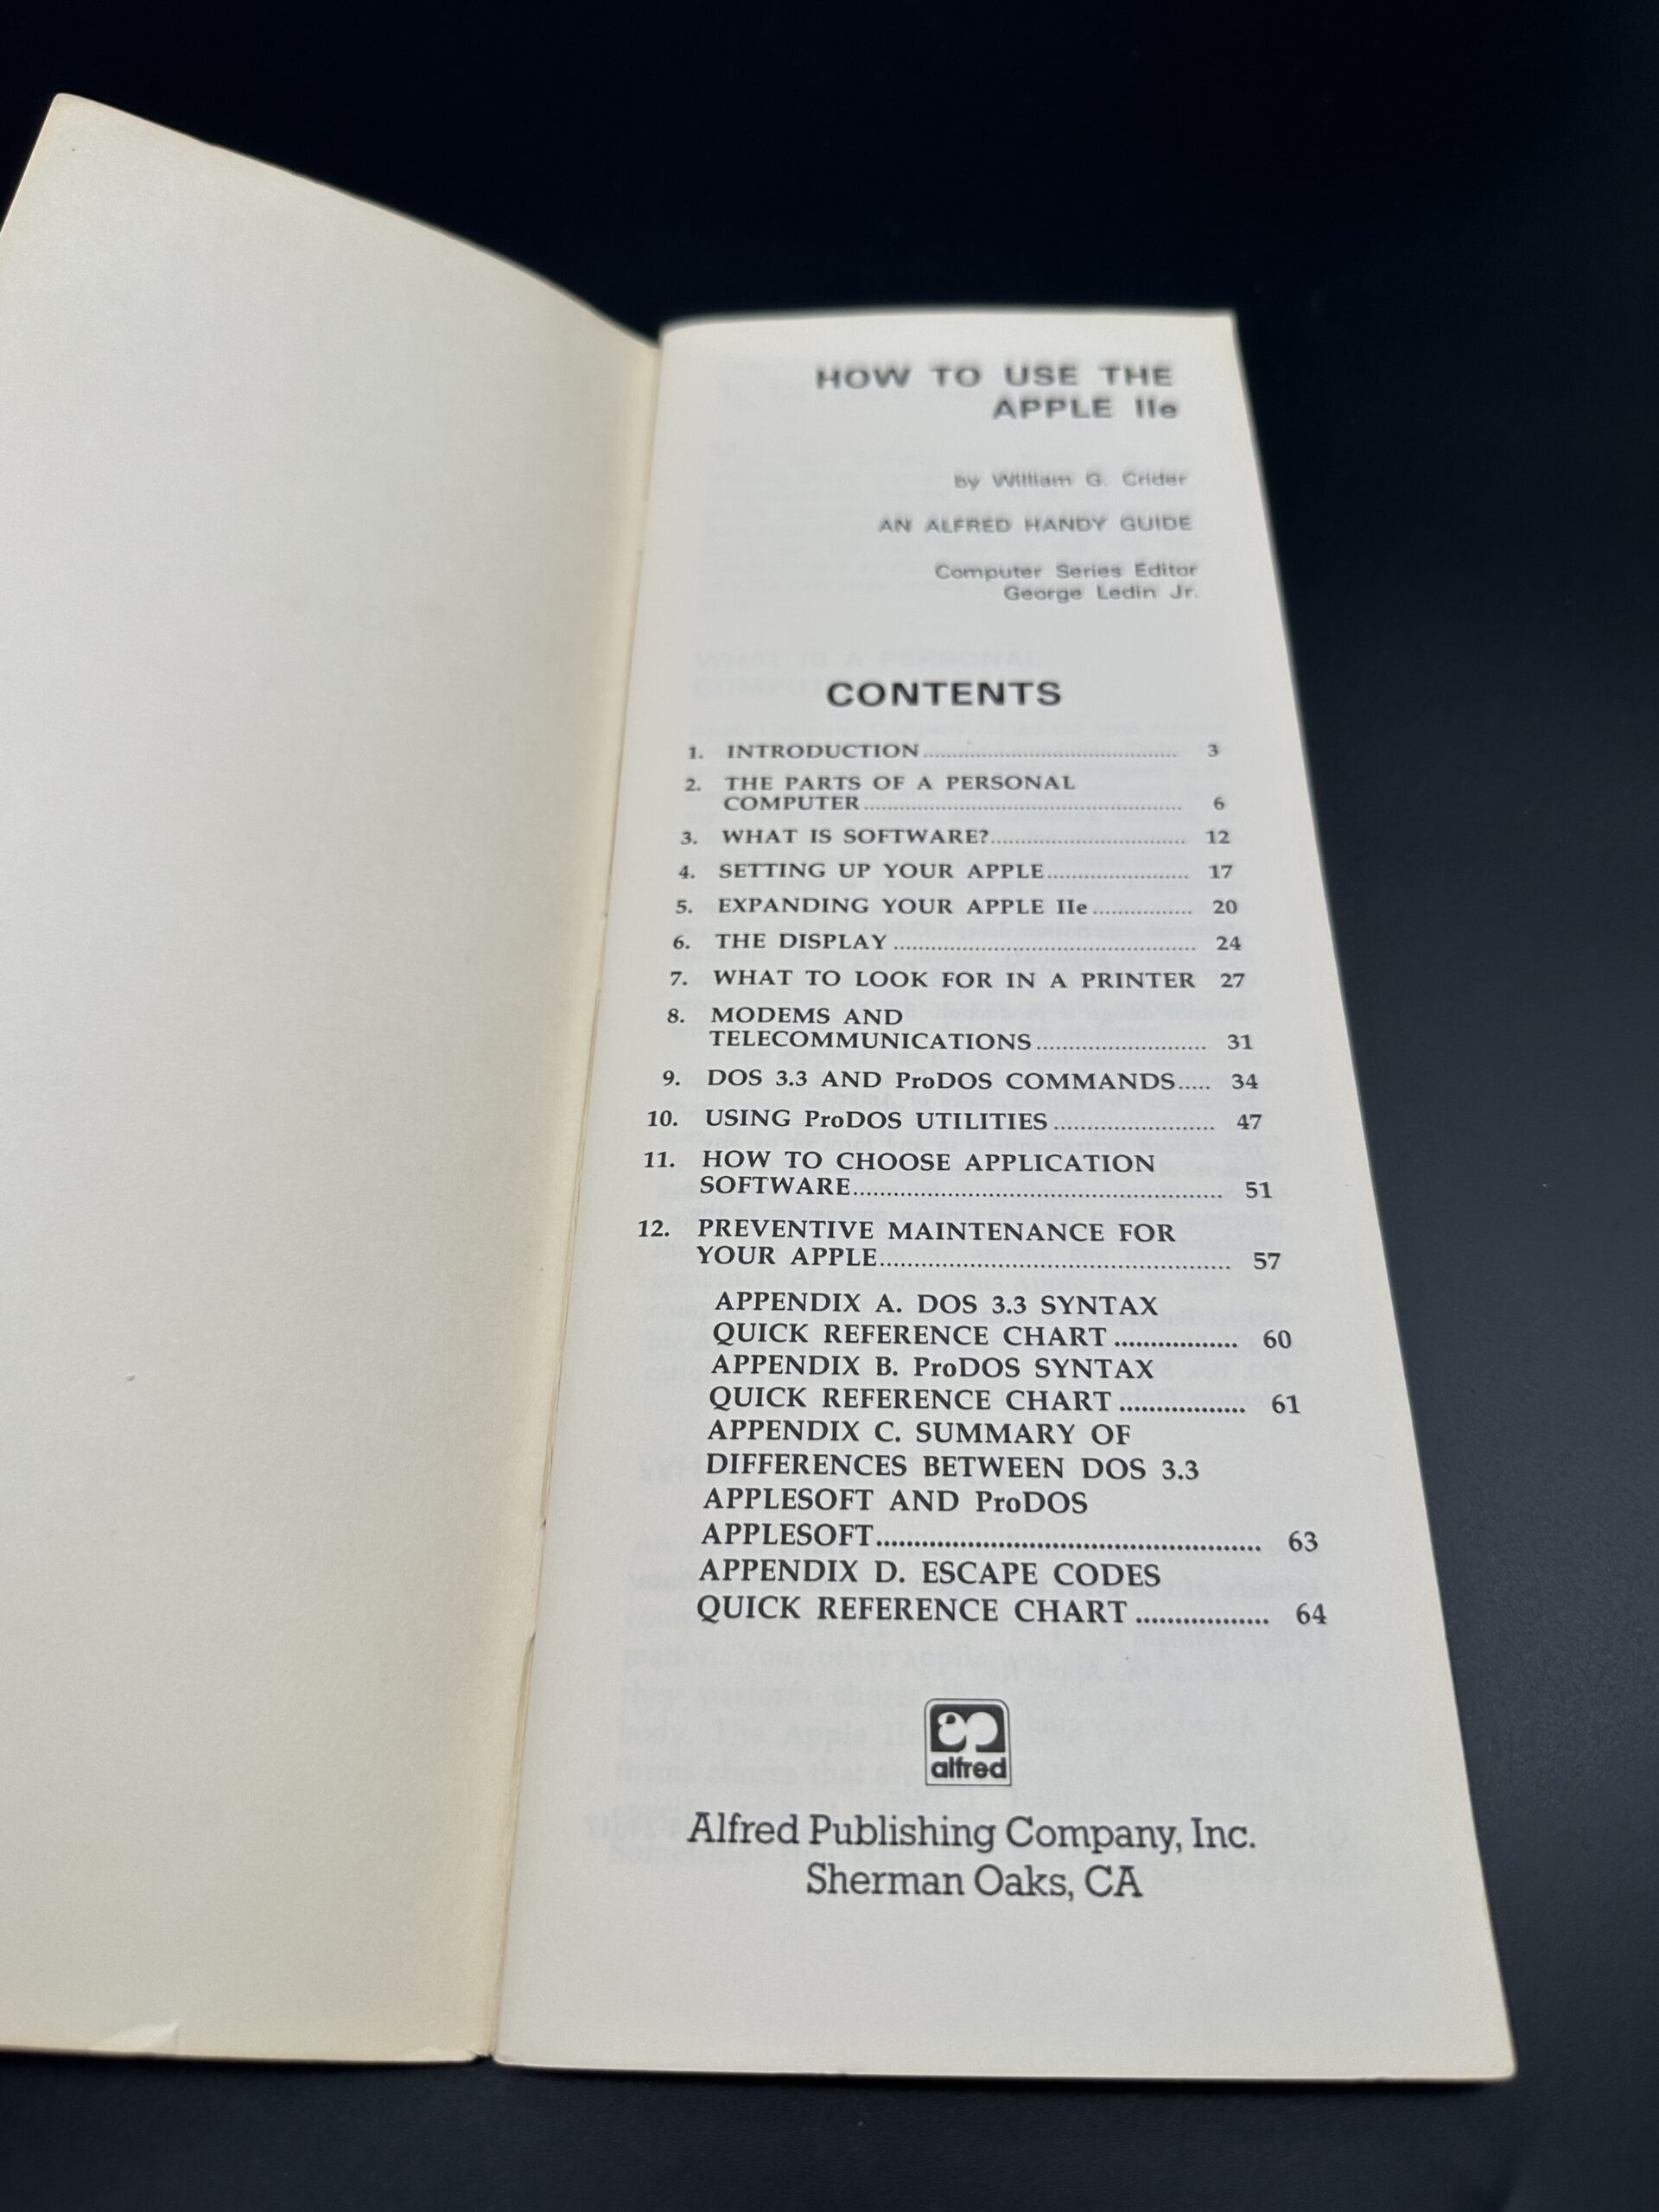 HOW TO USE THE
APPLE IIe
by William G. Crider
AN ALFRED HANDY GUIDE
Computer Series Editor
George Ledin Jr.
CONTENTS
1. INTRODUCTION ........................................ 3
2. THE PARTS OF A PERSONAL
COMPUTER .................................................. 6
3. WHAT IS SOFTWARE? .............................. 12
4. SETTING UP YOUR APPLE ...................... 17
5. EXPANDING YOUR APPLE IIe ................ 20
6. THE DISPLAY ............................................... 24
7. WHAT TO LOOK FOR IN A PRINTER 27
8. MODEMS AND
TELECOMMUNICATIONS .......................... 31
9. DOS 3.3 AND ProDOS COMMANDS ..... 34
10. USING ProDOS UTILITIES ........................ 47
11. HOW TO CHOOSE APPLICATION
SOFTWARE ...................................................... 51
12. PREVENTIVE MAINTENANCE FOR
YOUR APPLE .................................................. 57
APPENDIX A. DOS 3.3 SYNTAX
QUICK REFERENCE CHART ................ 60
APPENDIX B. ProDOS SYNTAX
QUICK REFERENCE CHART ................ 61
APPENDIX C. SUMMARY OF
DIFFERENCES BETWEEN DOS 3.3
APPLESOFT AND ProDOS
APPLESOFT .................................................. 63
APPENDIX D. ESCAPE CODES
QUICK REFERENCE CHART ................. 64
alfred
Alfred Publishing Company, Inc.
Sherman Oaks, CA